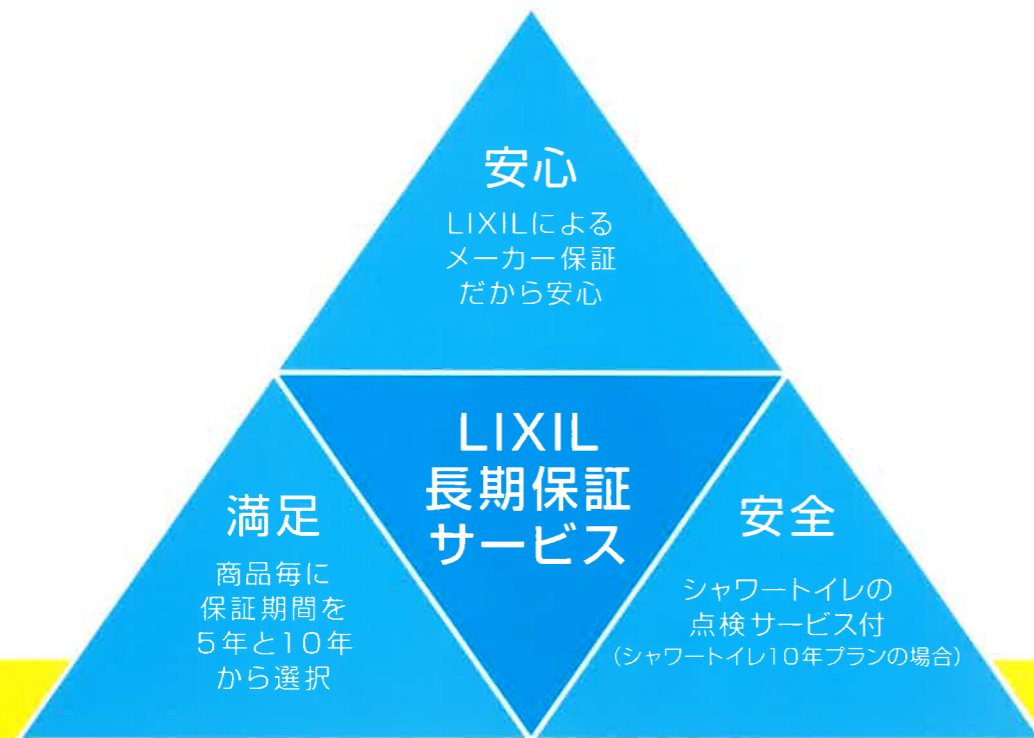 安心
LIXILによる
メーカー保証
だから安心
LIXIL
長期保証
サービス
満足
商品毎に
保証期間を
5年と10年
から選択
安全
シャワートイレの
点検サービス付
(シャワートイレ10年プランの場合)